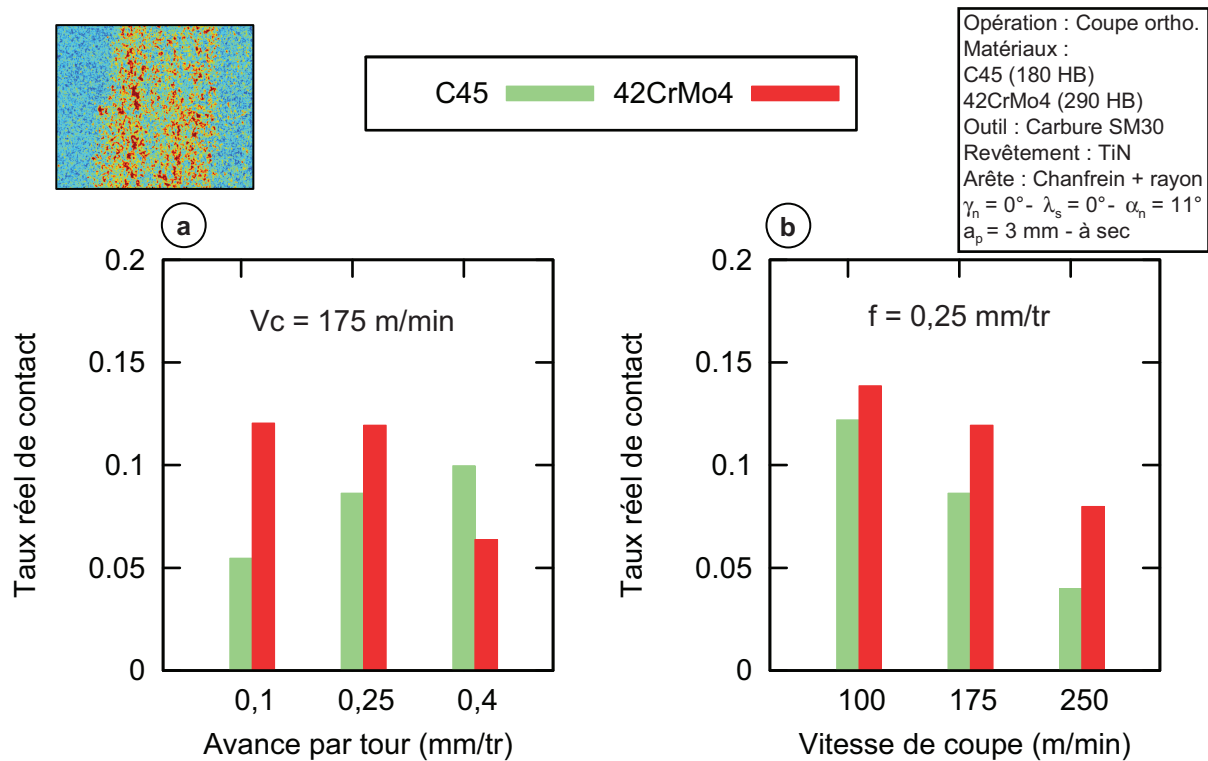 C45
42CrMo4
Opération : Coupe ortho.
Matériaux :
C45 (180 HB)
42CrMo4 (290 HB)
Outil : Carbure SM30
Revêtement : TiN
Arête : Chanfrein + rayon
γn = 0°- λs = 0°- αn = 11°
ap = 3 mm - à sec
a
Vc = 175 m/min
Taux réel de contact
0.2
0.15
0.1
0.05
0
0,1 0,25 0,4
Avance par tour (mm/tr)
b
f = 0,25 mm/tr
Taux réel de contact
0.2
0.15
0.1
0.05
0
100 175 250
Vitesse de coupe (m/min)